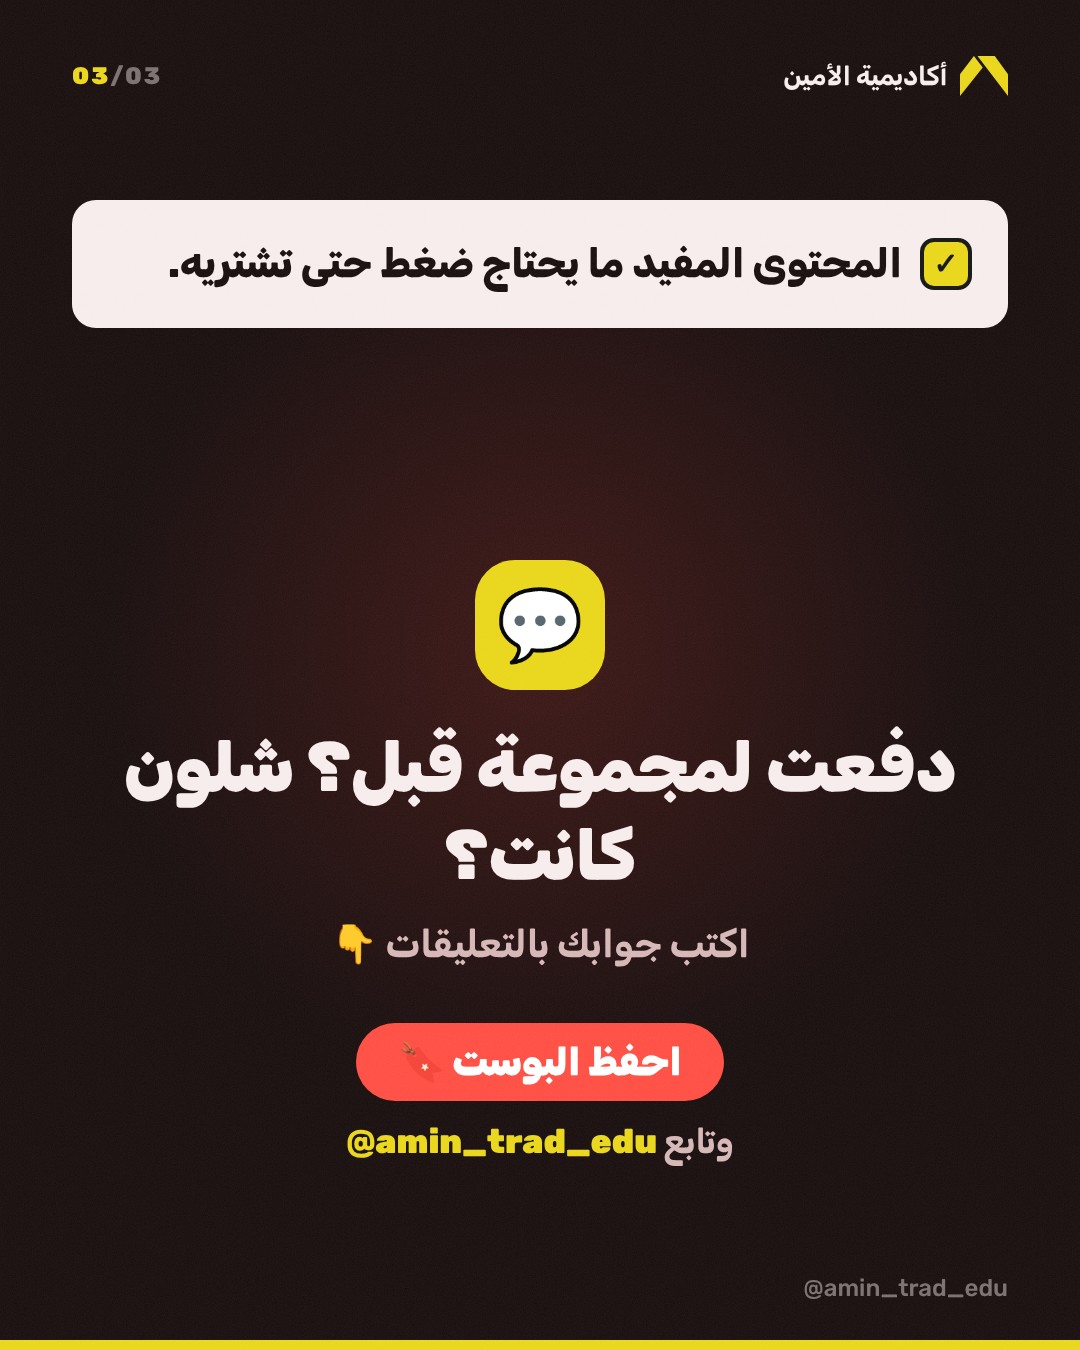 أكاديمية الأمين
03/03
✓ المحتوى المفيد ما يحتاج ضغط حتى تشتريه.
دفعت لمجموعة قبل؟ شلون
كانت؟
اكتب جوابك بالتعليقات 👇
احفظ البوست 🔖
وتابع @amin_trad_edu
@amin_trad_edu